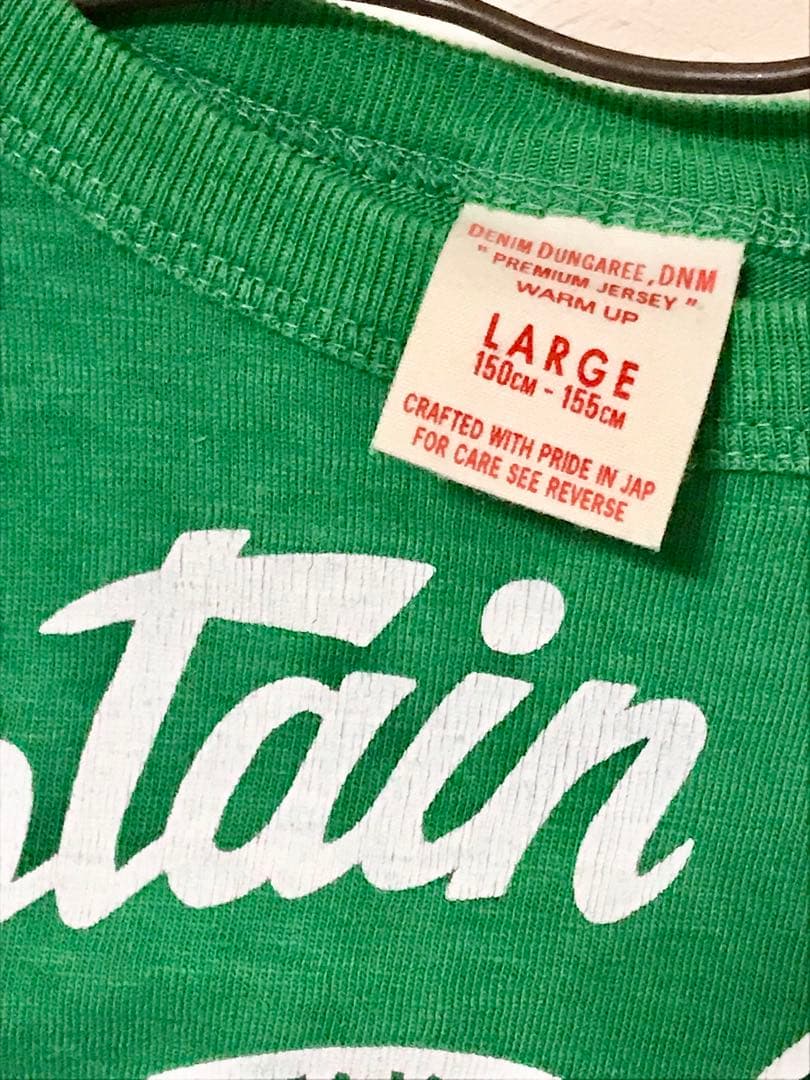 DENIM DUNGAREE, DNM
" PREMIUM JERSEY "
WARM UP
LARGE
150CM - 155CM
CRAFTED WITH PRIDE IN JAP
FOR CARE SEE REVERSE
tain